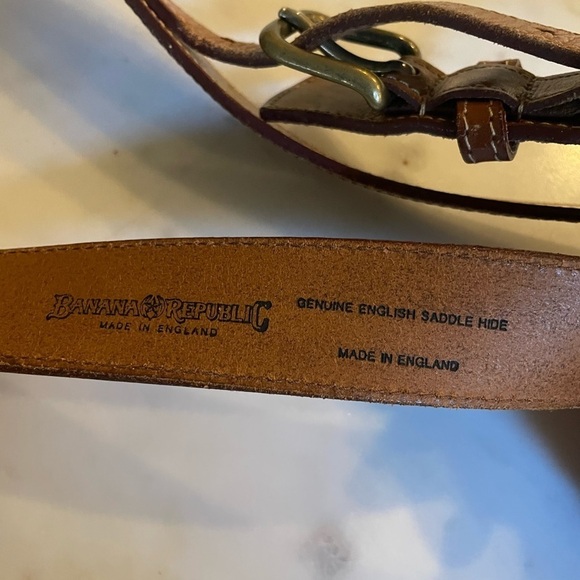 BANANA REPUBLIC
MADE IN ENGLAND
GENUINE ENGLISH SADDLE HIDE
MADE IN ENGLAND